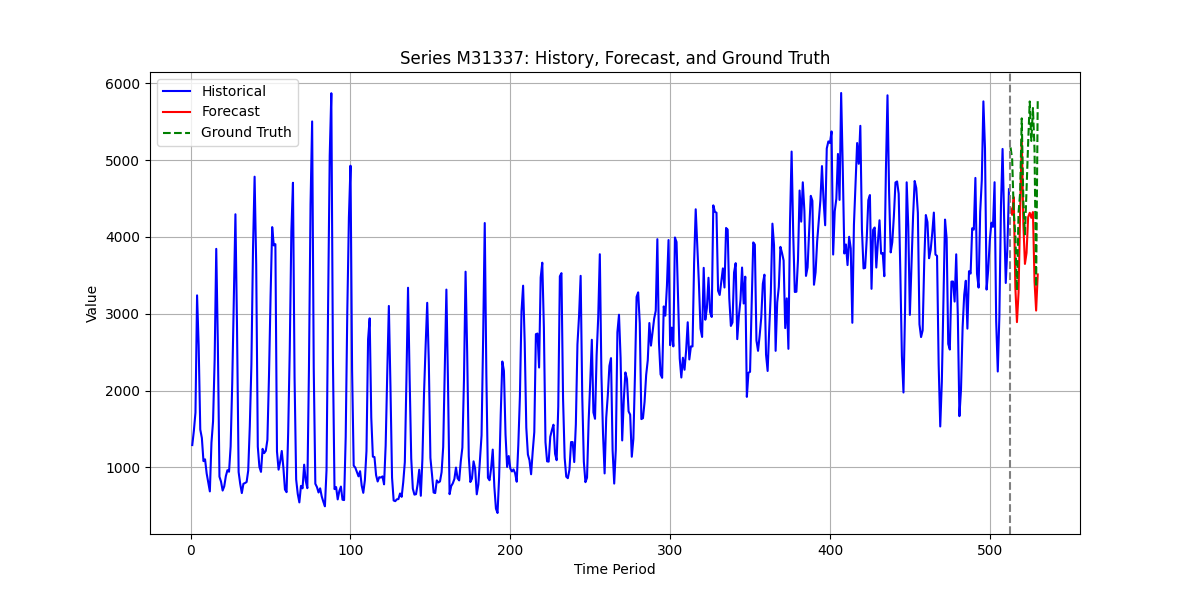 Series M31337: History, Forecast, and Ground Truth
Historical
Forecast
Ground Truth
6000
5000
4000
3000
2000
1000
Value
0
100
200
300
400
500
Time Period